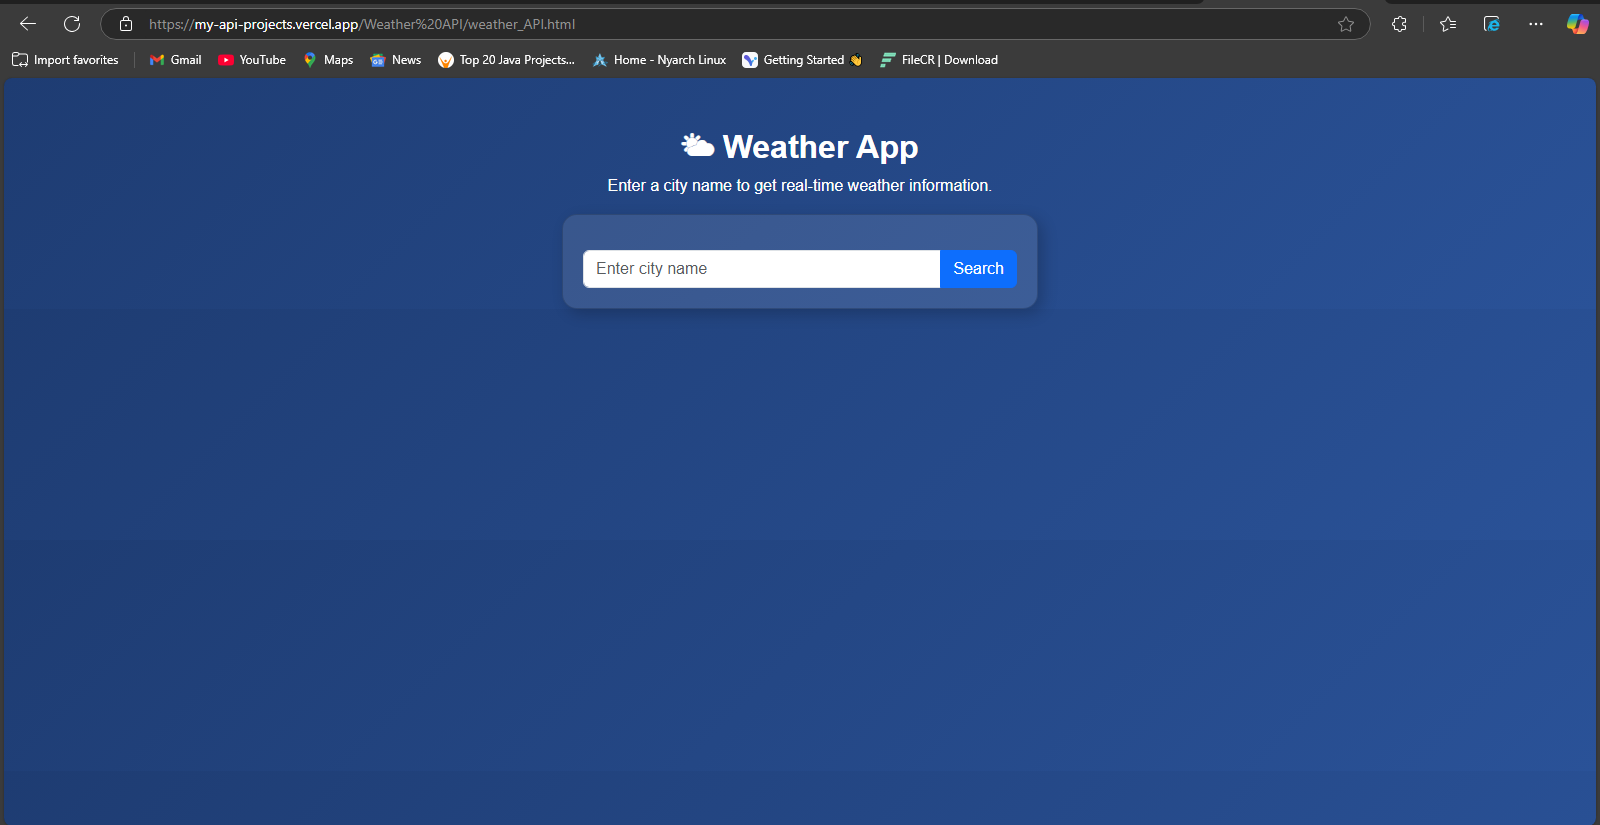 https://my-api-projects.vercel.app/Weather%20API/weather_API.html
Import favorites
Gmail
YouTube
Maps
News
Top 20 Java Projects...
Home - Nyarch Linux
Getting Started
FileCR | Download
Weather App
Enter a city name to get real-time weather information.
Enter city name
Search